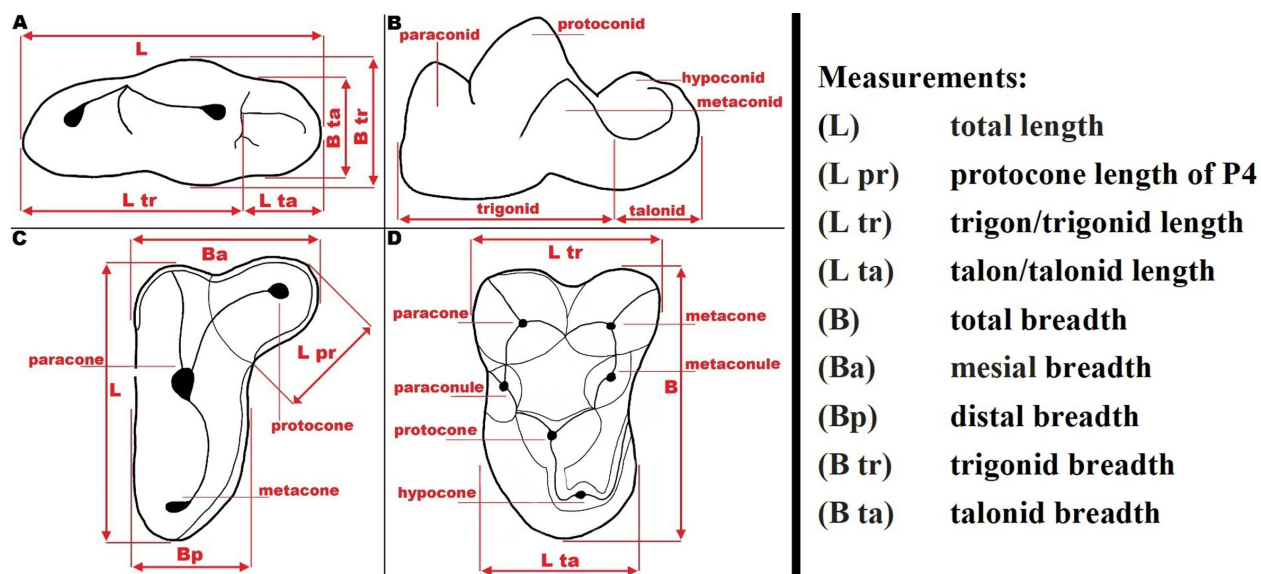 A
L
B ta
B tr
L tr
L ta
B
paraconid
protoconid
hypoconid
metaconid
trigonid
talonid
C
Ba
paracone
L
L pr
protocone
metacone
Bp
D
L tr
paracone
metacone
metaconule
paraconule
B
protocone
hypocone
L ta
Measurements:
(L) total length
(L pr) protocone length of P4
(L tr) trigon/trigonid length
(L ta) talon/talonid length
(B) total breadth
(Ba) mesial breadth
(Bp) distal breadth
(B tr) trigonid breadth
(B ta) talonid breadth